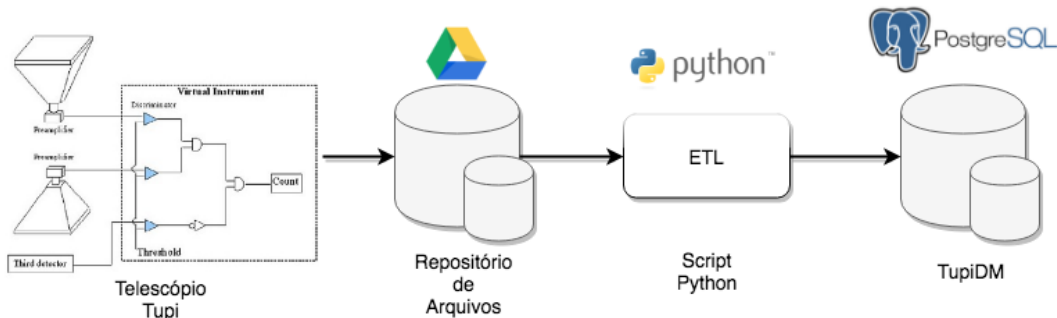 Virtual Instrument
Discriminator
Preamplifier
Preamplifier
Count
Threshold
Third detector
Telescópio
Tupi
Repositório
de
Arquivos
python™
ETL
Script
Python
PostgreSQL
TupiDM